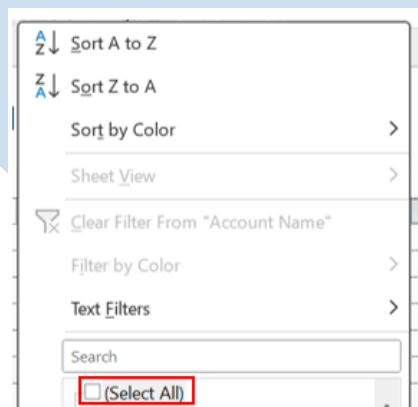 Sort A to Z
Sort Z to A
Sort by Color
Sheet View
Clear Filter From "Account Name"
Filter by Color
Text Filters
Search
(Select All)